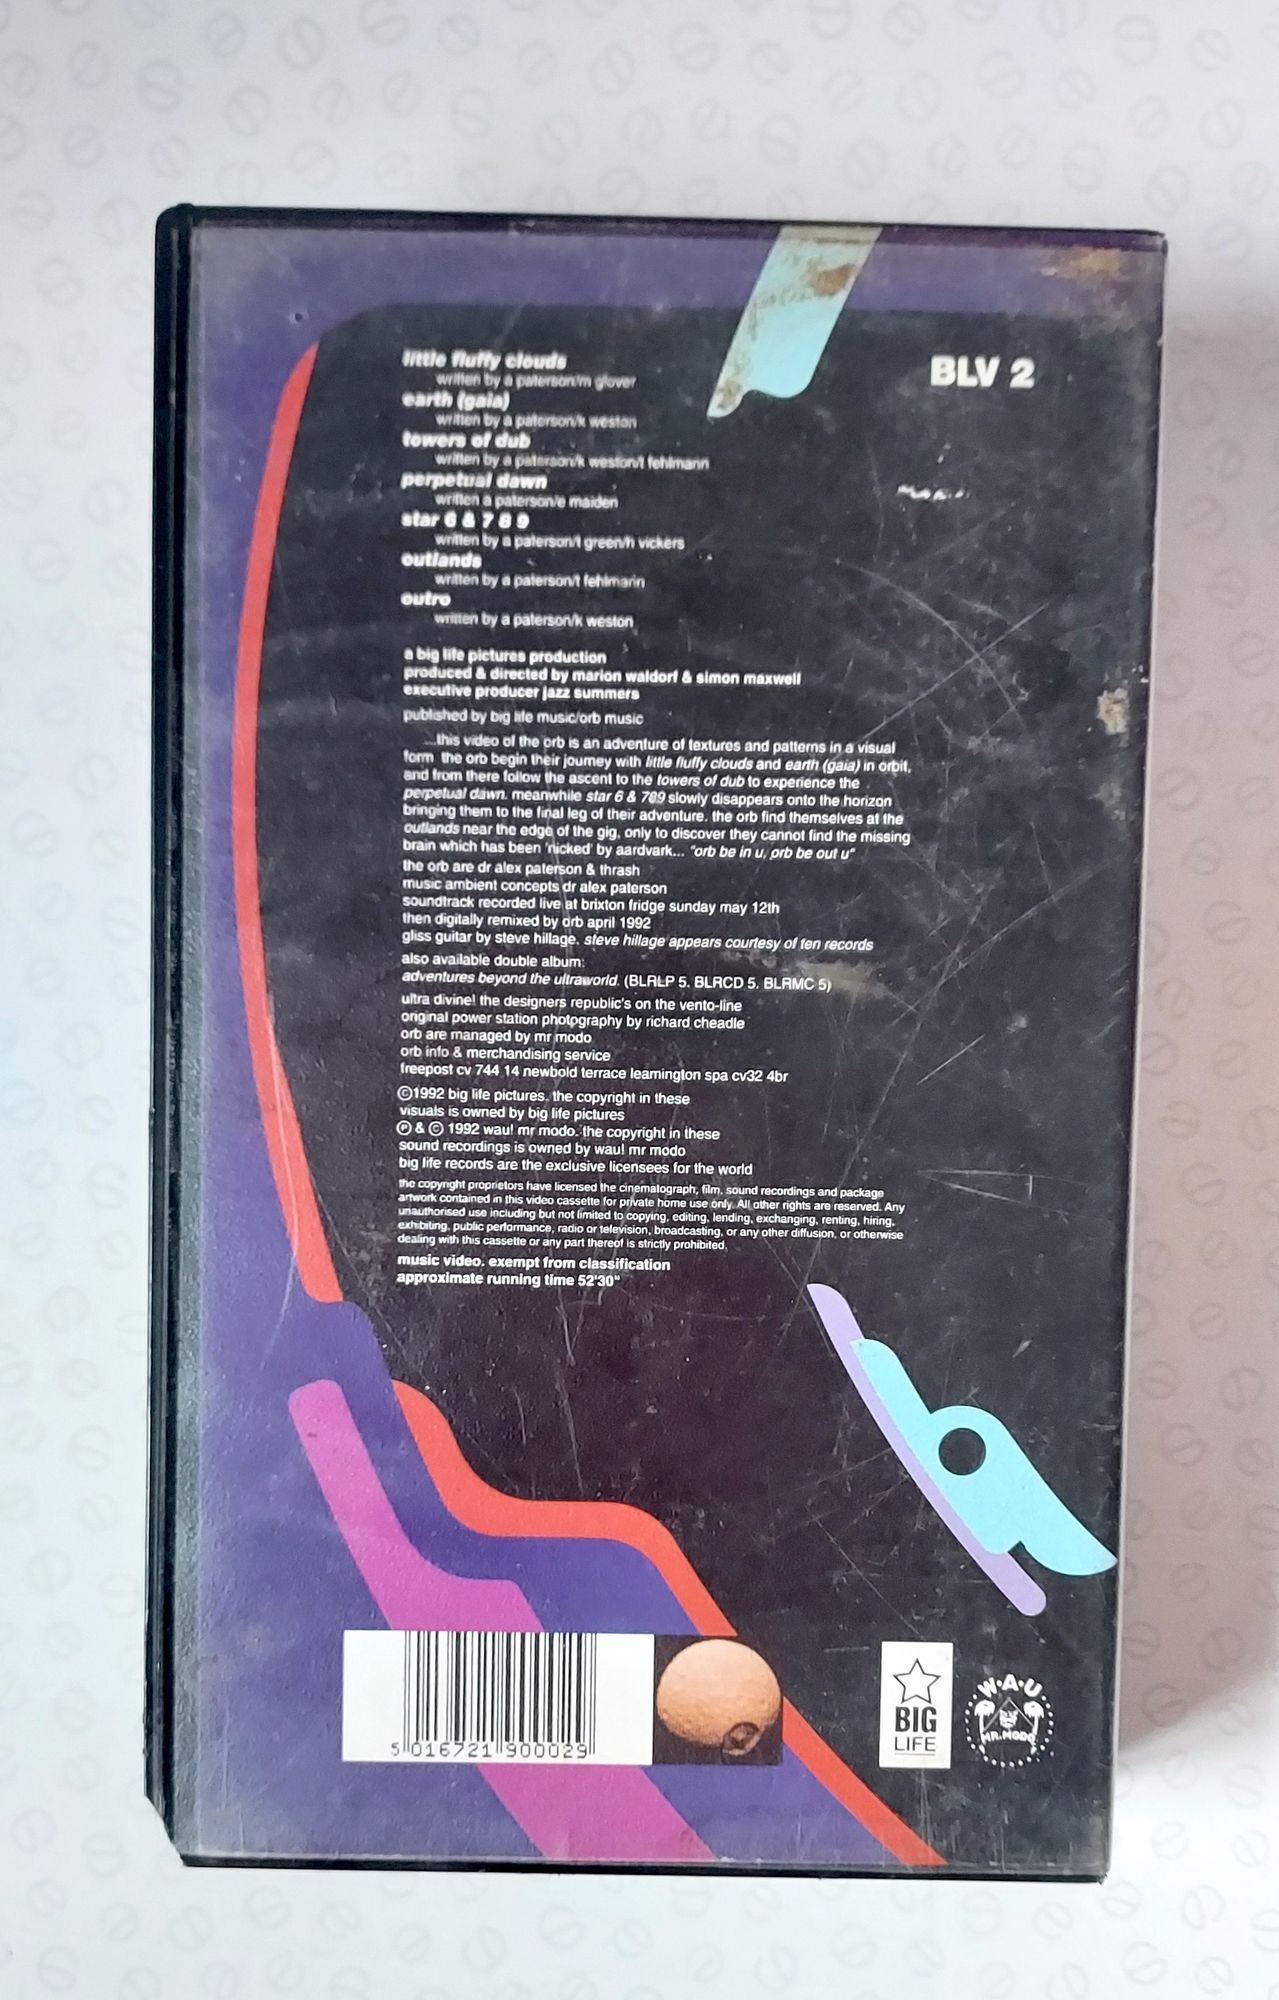 little fluffy clouds
written by a paterson/m glover
earth (gaia)
written by a paterson/k weston
towers of dub
written by a paterson/k weston/t fehlmann
perpetual dawn
written a paterson/e maiden
star 6 & 7 8 9
written by a paterson/t green/h vickers
outlands
written by a paterson/t fehlmann
outro
written by a paterson/k weston
BLV 2
a big life pictures production
produced & directed by marion waldorf & simon maxwell
executive producer jazz summers
published by big life music/orb music
...this video of the orb is an adventure of textures and patterns in a visual
form the orb begin their journey with little fluffy clouds and earth (gaia) in orbit,
and from there follow the ascent to the towers of dub to experience the
perpetual dawn. meanwhile star 6 & 789 slowly disappears onto the horizon
bringing them to the final leg of their adventure. the orb find themselves at the
outlands near the edge of the gig, only to discover they cannot find the missing
brain which has been 'nicked' by aardvark... "orb be in u, orb be out u"
the orb are dr alex paterson & thrash
music ambient concepts dr alex paterson
soundtrack recorded live at brixton fridge sunday may 12th
then digitally remixed by orb april 1992
gliss guitar by steve hillage. steve hillage appears courtesy of ten records
also available double album:
adventures beyond the ultraworld. (BLRLP 5. BLRCD 5. BLRMC 5)
ultra divine! the designers republic's on the vento-line
original power station photography by richard cheadle
orb are managed by mr modo
orb info & merchandising service
freepost cv 744 14 newbold terrace leamington spa cv32 4br
©1992 big life pictures. the copyright in these
visuals is owned by big life pictures
℗ & © 1992 wau! mr modo. the copyright in these
sound recordings is owned by wau! mr modo
big life records are the exclusive licensees for the world
the copyright proprietors have licensed the cinematograph, film, sound recordings and package
artwork contained in this video cassette for private home use only. All other rights are reserved. Any
unauthorised use including but not limited to copying, editing, lending, exchanging, renting, hiring,
exhibiting, public performance, radio or television, broadcasting, or any other diffusion, or otherwise
dealing with this cassette or any part thereof is strictly prohibited.
music video. exempt from classification
approximate running time 52'30"
5 016721 900029
BIG
LIFE
W·A·U
MR.MODO